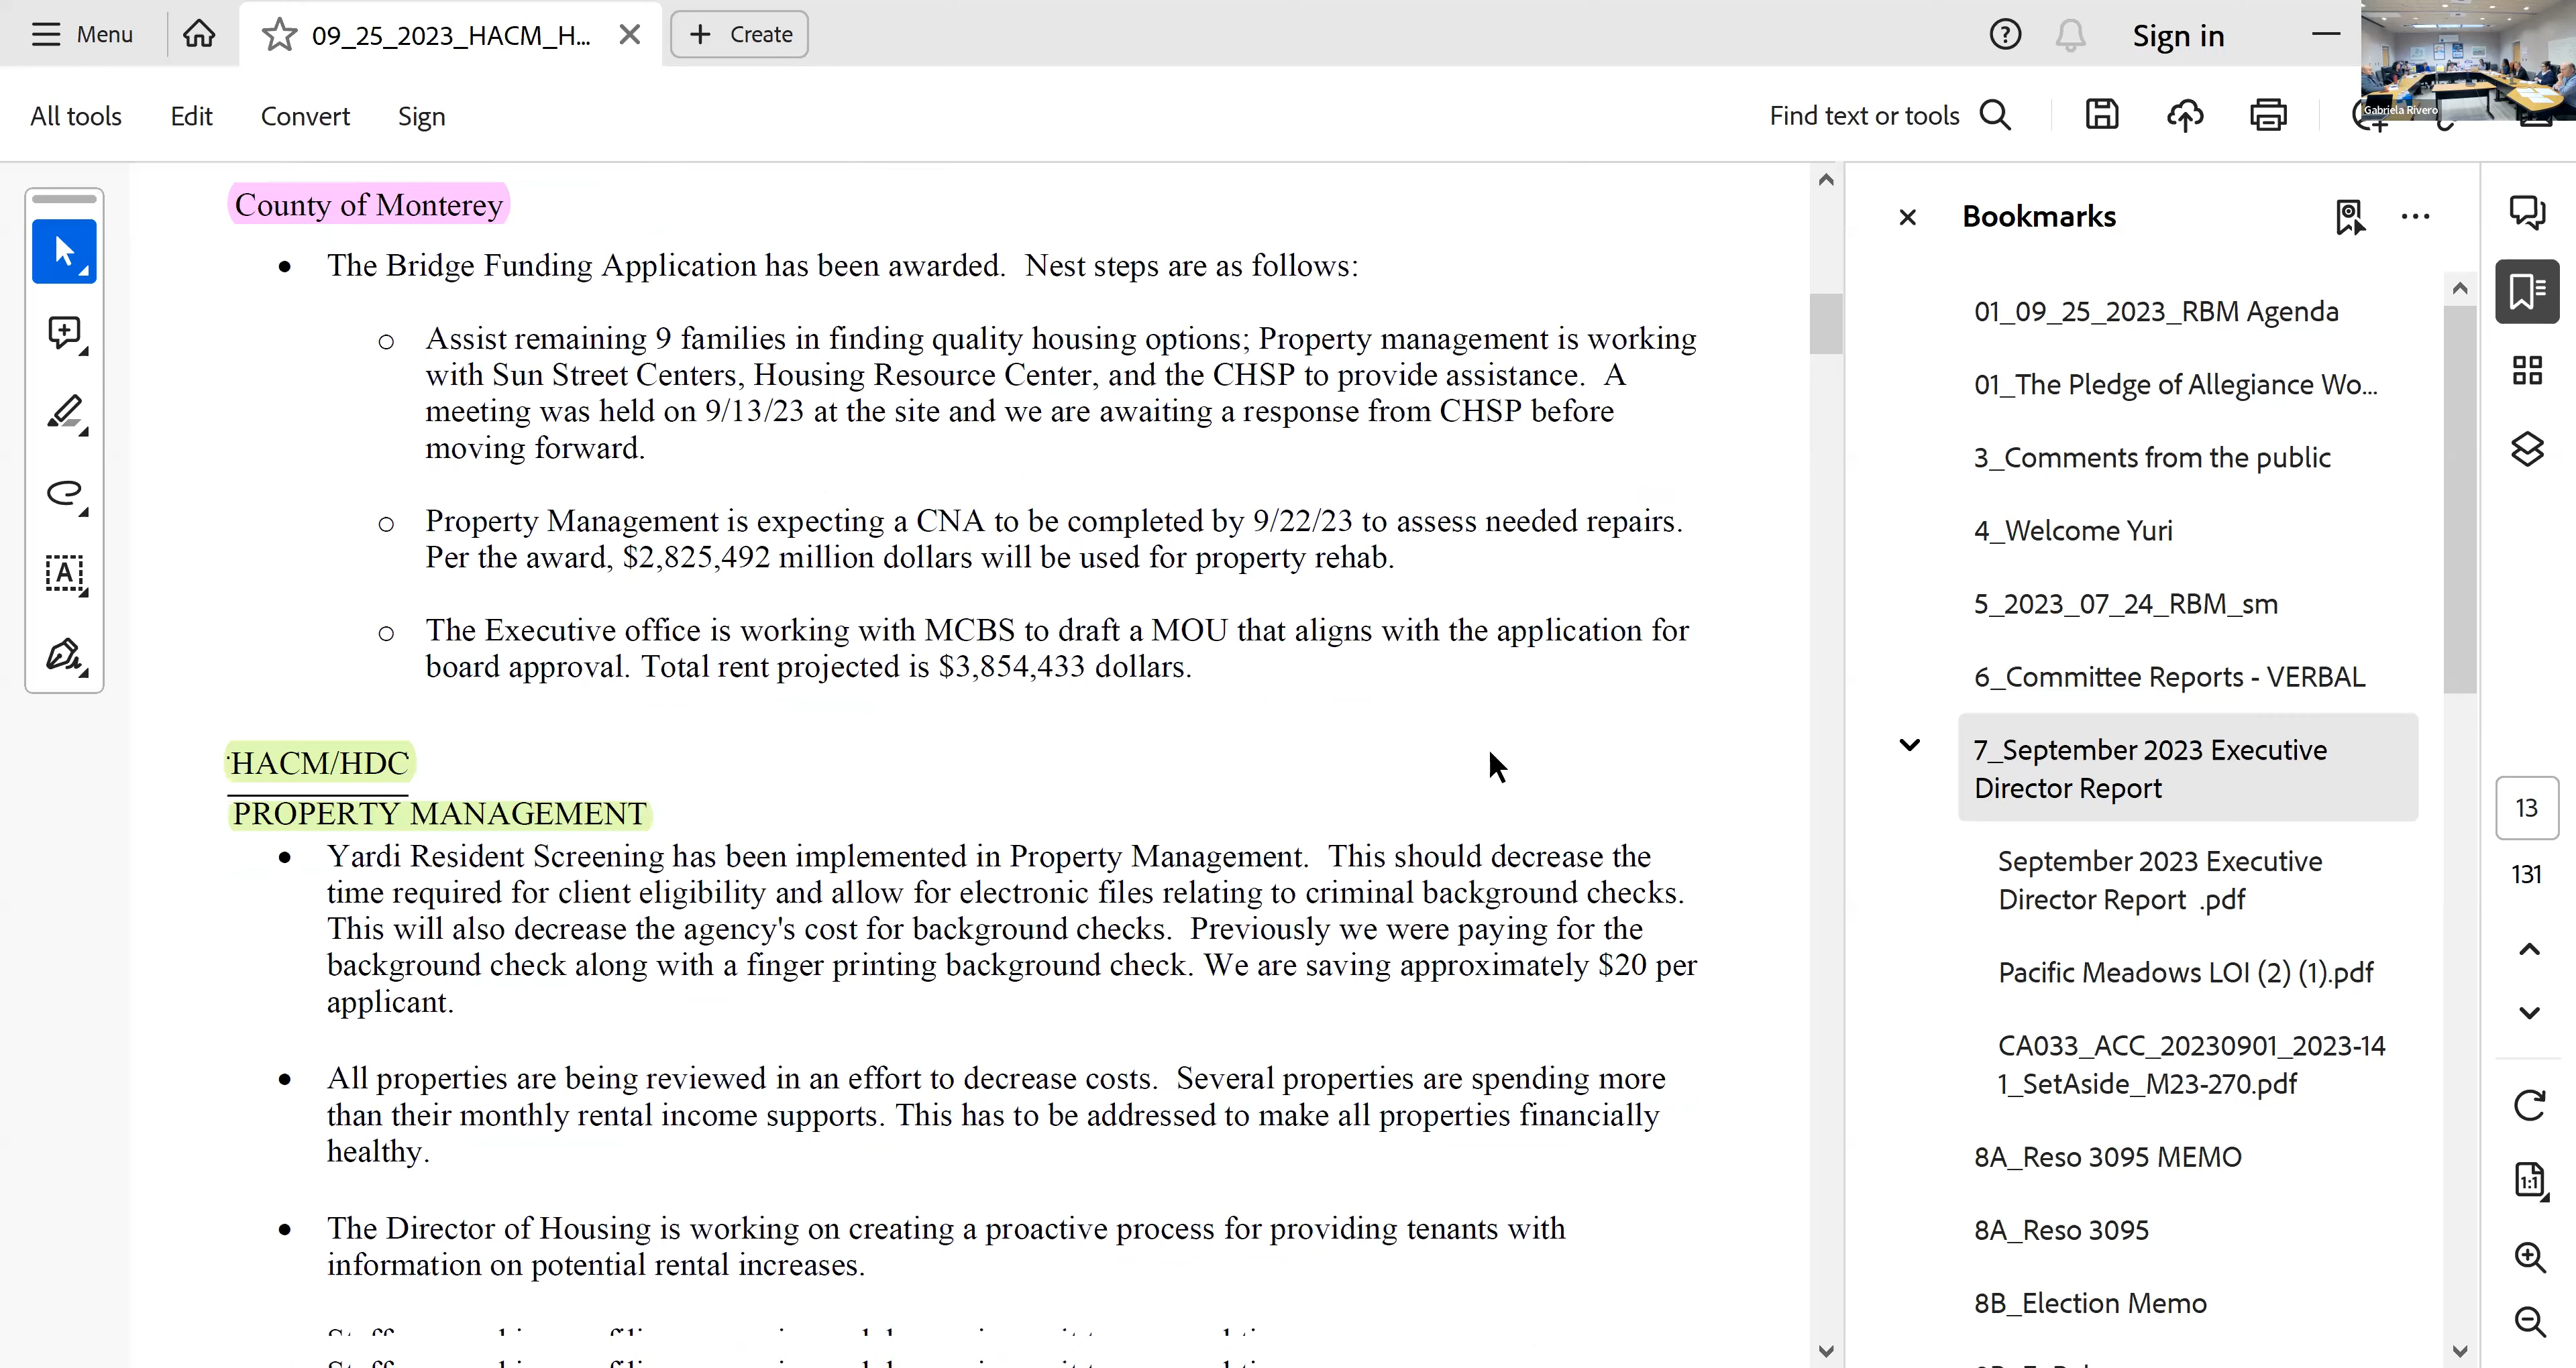 Menu
09_25_2023_HACM_H...
Create
Sign in
All tools
Edit
Convert
Sign
Find text or tools
Gabriela Rivero
County of Monterey
• The Bridge Funding Application has been awarded.  Nest steps are as follows:
o Assist remaining 9 families in finding quality housing options; Property management is working
with Sun Street Centers, Housing Resource Center, and the CHSP to provide assistance.  A
meeting was held on 9/13/23 at the site and we are awaiting a response from CHSP before
moving forward.
o Property Management is expecting a CNA to be completed by 9/22/23 to assess needed repairs.
Per the award, $2,825,492 million dollars will be used for property rehab.
o The Executive office is working with MCBS to draft a MOU that aligns with the application for
board approval. Total rent projected is $3,854,433 dollars.
HACM/HDC
PROPERTY MANAGEMENT
• Yardi Resident Screening has been implemented in Property Management.  This should decrease the
time required for client eligibility and allow for electronic files relating to criminal background checks.
This will also decrease the agency's cost for background checks.  Previously we were paying for the
background check along with a finger printing background check. We are saving approximately $20 per
applicant.
• All properties are being reviewed in an effort to decrease costs.  Several properties are spending more
than their monthly rental income supports. This has to be addressed to make all properties financially
healthy.
• The Director of Housing is working on creating a proactive process for providing tenants with
information on potential rental increases.
Bookmarks
01_09_25_2023_RBM Agenda
01_The Pledge of Allegiance Wo...
3_Comments from the public
4_Welcome Yuri
5_2023_07_24_RBM_sm
6_Committee Reports - VERBAL
7_September 2023 Executive
Director Report
September 2023 Executive
Director Report  .pdf
Pacific Meadows LOI (2) (1).pdf
CA033_ACC_20230901_2023-14
1_SetAside_M23-270.pdf
8A_Reso 3095 MEMO
8A_Reso 3095
8B_Election Memo
13
131
1:1